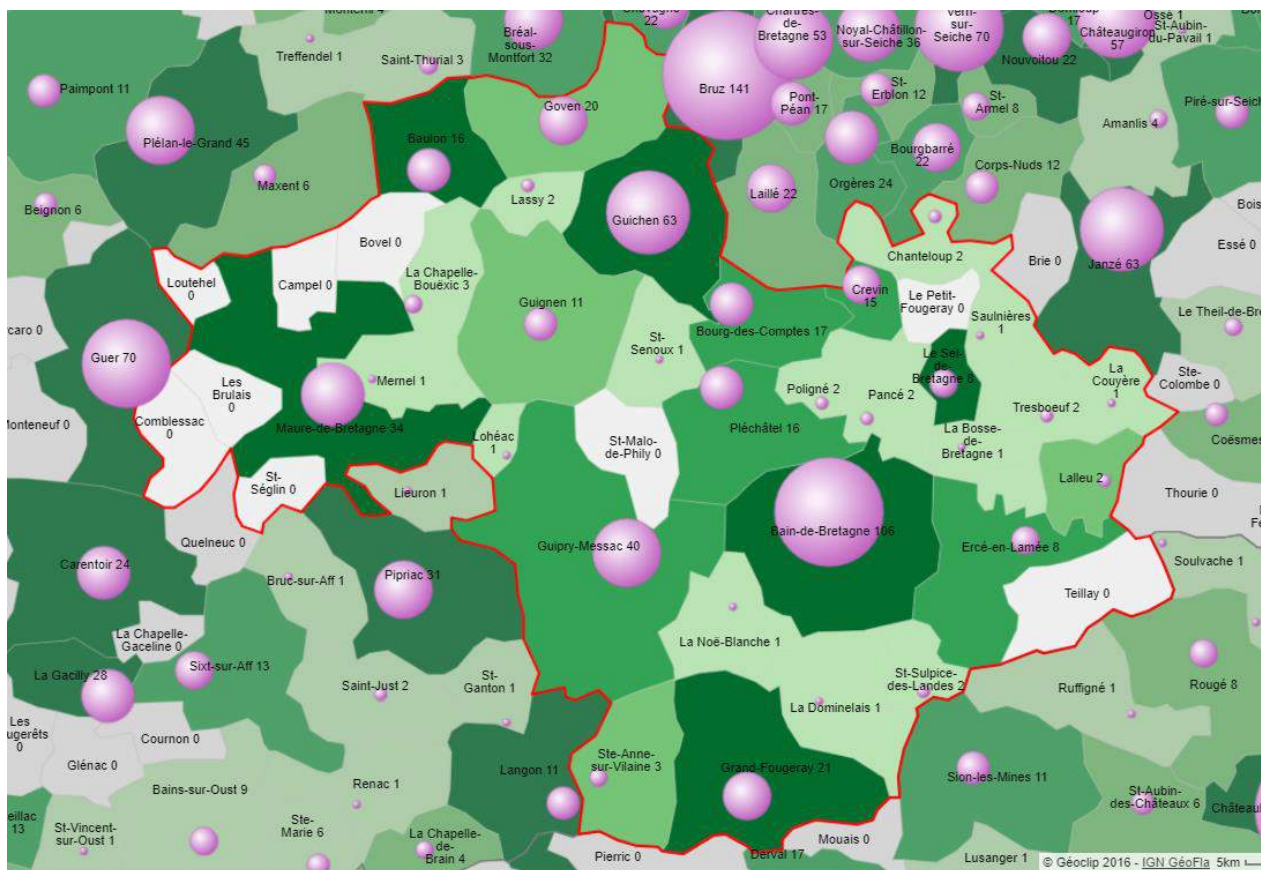 Montertil 4
22
Chartres-
de-
Bretagne 53
Noyal-Châtillon-
sur-Seiche 36
Vern-
sur-
Seiche 70
17
Châteaugiron
57
Ossé 1
St-Aubin-
du-Pavail 1
Treffendel 1
Saint-Thurial 3
Bréal-
sous-
Montfort 32
Nouvoitou 22
Paimpont 11
Goven 20
Bruz 141
Pont-
Péan 17
St-
Erblon 12
St-
Armel 8
Piré-sur-Seich
Plélan-le-Grand 45
Baulon 16
Amanlis 4
Bourgbarré
22
Maxent 6
Lassy 2
Guichen 63
Laillé 22
Orgères 24
Corps-Nuds 12
Beignon 6
Bois
Bovel 0
Chanteloup 2
Brie 0
Janzé 63
Essé 0
Loutehel
0
Campel 0
La Chapelle-
Bouëxic 3
Guignen 11
Crevin
15
Le Petit-
Fougeray 0
Saulnières
1
Le Theil-de-Bre
caro 0
Bourg-des-Comptes 17
St-
Senoux 1
Guer 70
Le Sel-
de-
Bretagne 8
La
Couyère
1
Ste-
Colombe 0
Les
Brulais
0
Mernel 1
Poligné 2
Pancé 2
Comblessac
0
Monteneuf 0
Maure-de-Bretagne 34
Tresboeuf 2
Coësmes
Lohéac
1
St-Malo-
de-Phily 0
Pléchâtel 16
La Bosse-
de-
Bretagne 1
St-
Séglin 0
Lieuron 1
Lalleu 2
Thourie 0
Quelneuc 0
Guipry-Messac 40
Bain-de-Bretagne 106
Ercé-en-Lamée 8
Carentoir 24
Bruc-sur-Aff 1
Pipriac 31
Soulvache 1
Teillay 0
La Chapelle-
Gaceline 0
La Noë-Blanche 1
La Gacilly 28
Sixt-sur-Aff 13
Saint-Just 2
St-
Ganton 1
St-Sulpice-
des-Landes 2
Ruffigné 1
Rougé 8
La Dominelais 1
Les
ugerêts
0
Cournon 0
Glénac 0
Ste-Anne-
sur-Vilaine 3
Grand-Fougeray 21
Langon 11
Sion-les-Mines 11
Renac 1
Bains-sur-Oust 9
St-Aubin-
des-Châteaux 6
Château
eillac
13
St-Vincent-
sur-Oust 1
Ste-
Marie 6
La Chapelle-
de-
Brain 4
Mouais 0
Pierric 0
Derval 17
Lusanger 1
© Géoclip 2016 - IGN GéoFla 5km